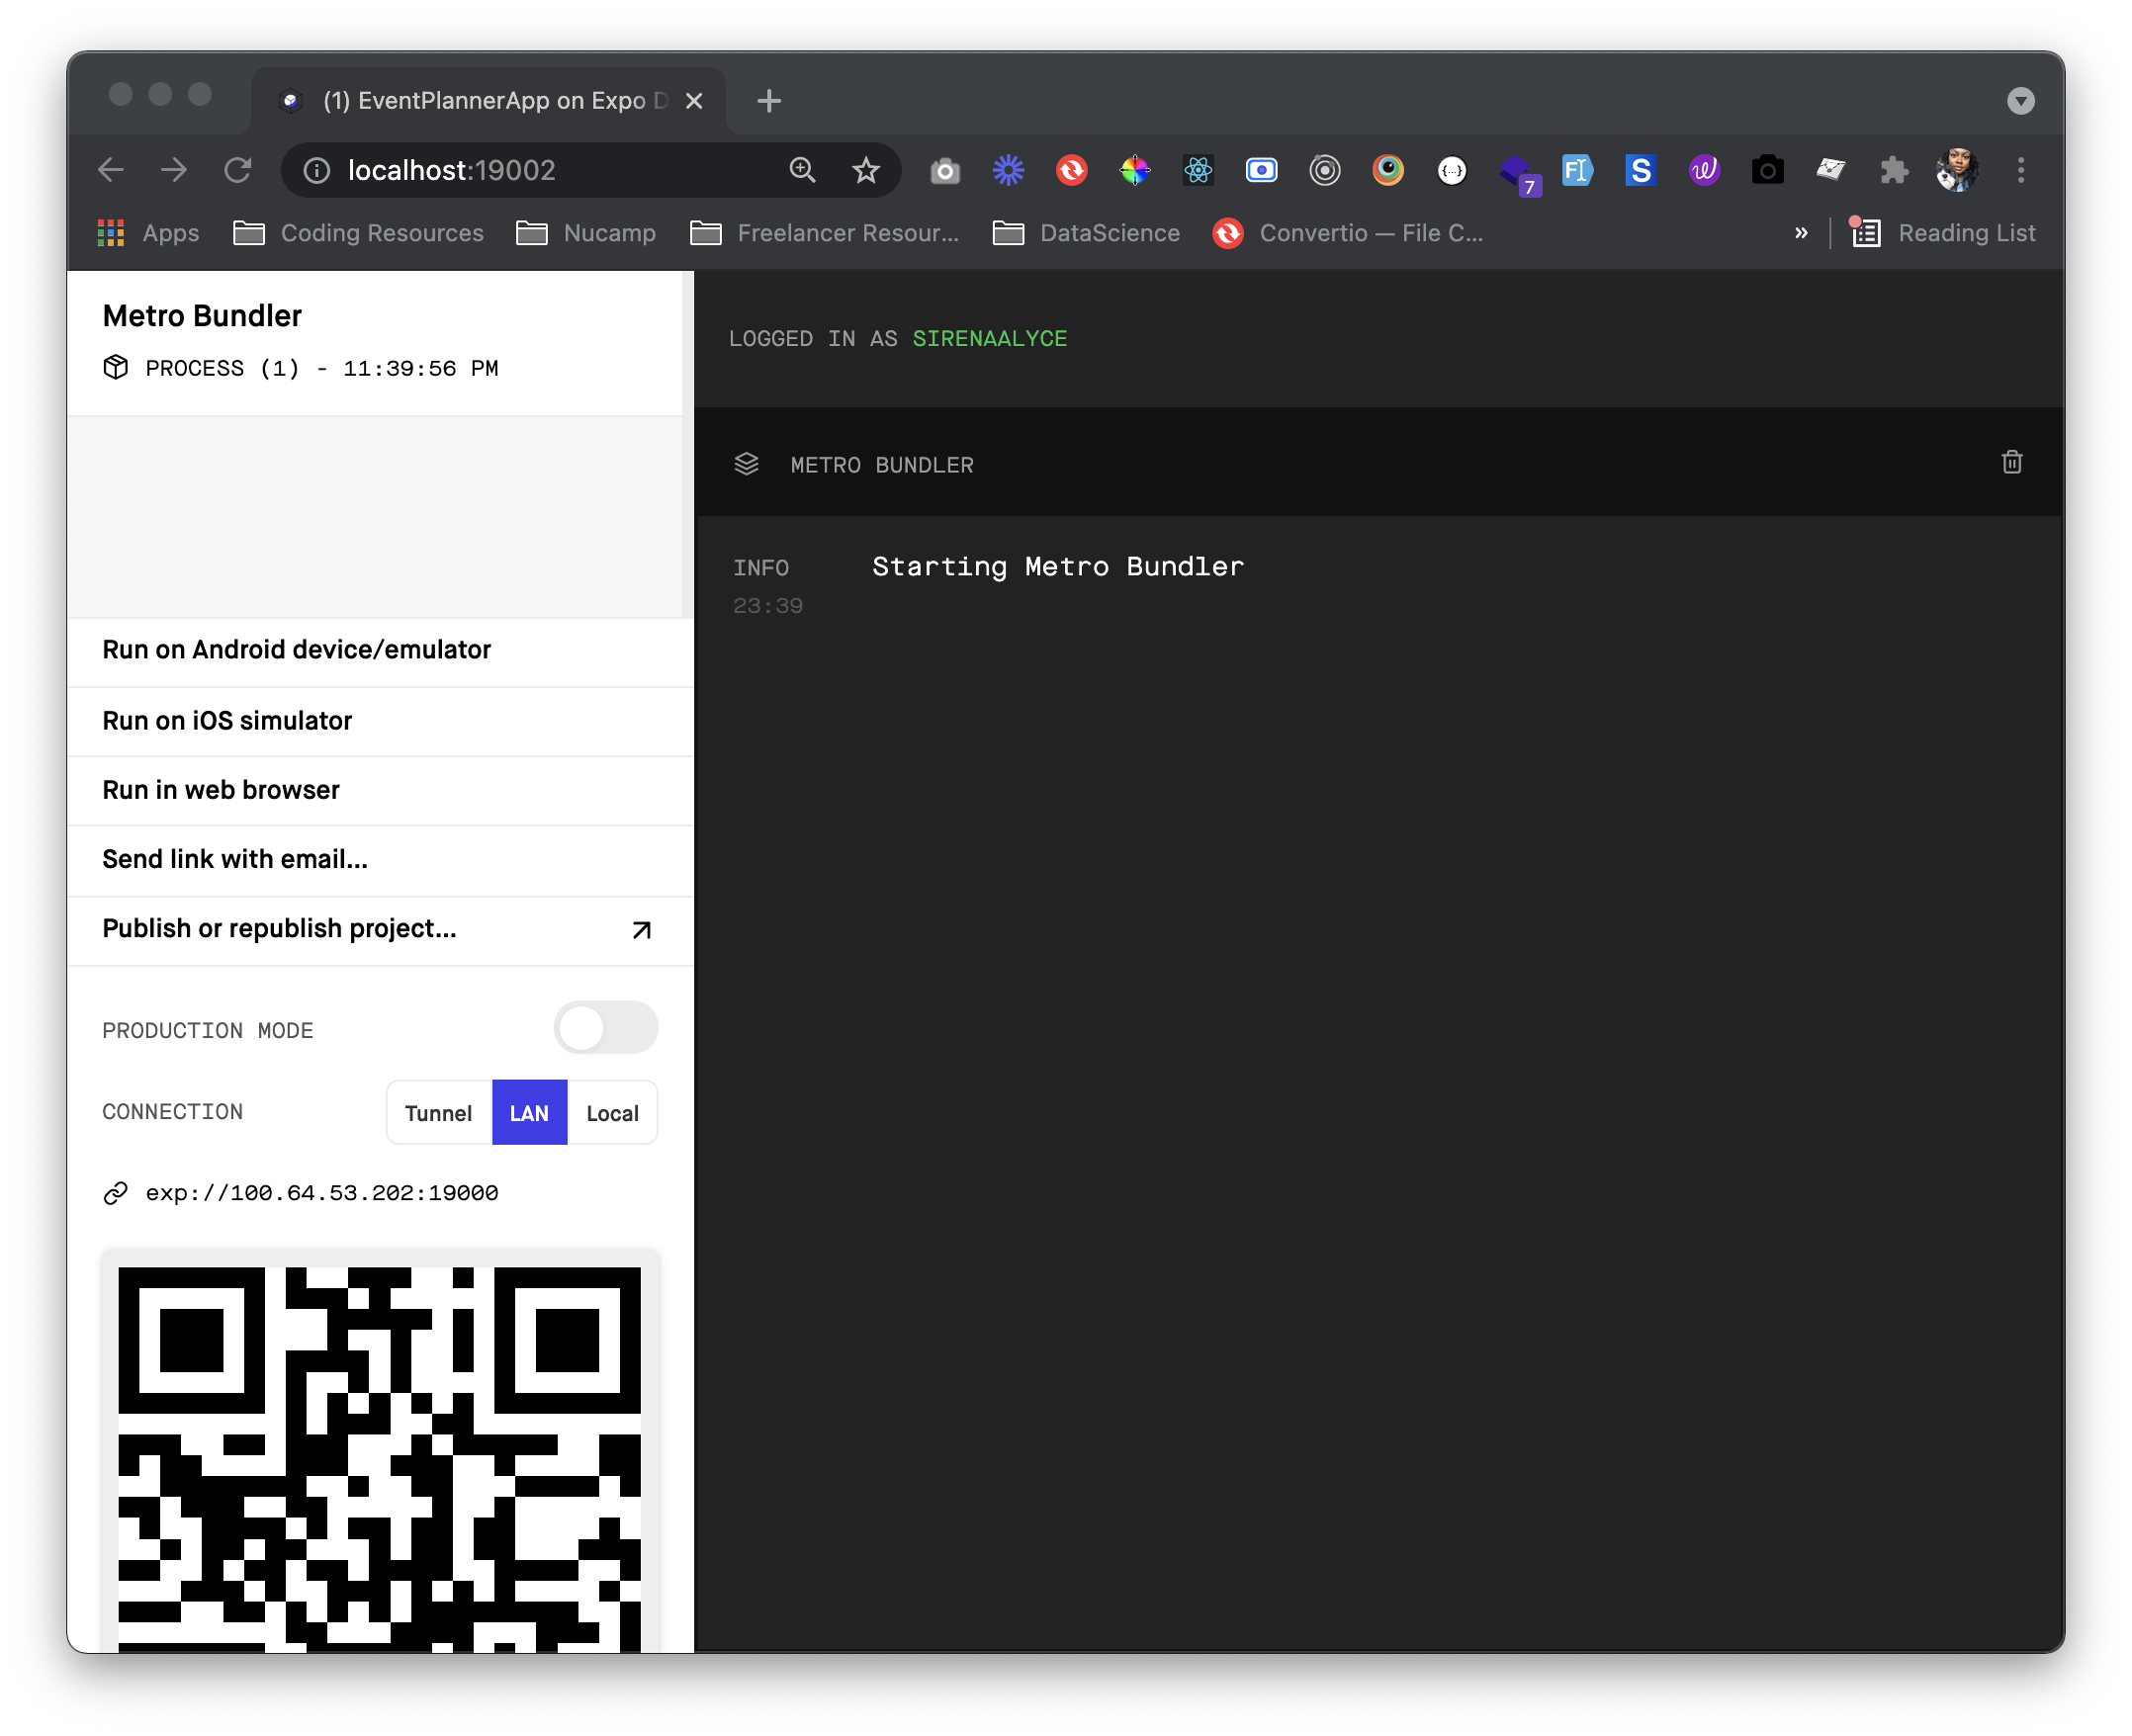 (1) EventPlannerApp on Expo D
localhost:19002
7
Apps
Coding Resources
Nucamp
Freelancer Resour...
DataScience
Convertio — File C...
»
Reading List
Metro Bundler
PROCESS (1) - 11:39:56 PM
Run on Android device/emulator
Run on iOS simulator
Run in web browser
Send link with email...
Publish or republish project...
PRODUCTION MODE
CONNECTION
Tunnel
LAN
Local
exp://100.64.53.202:19000
LOGGED IN AS SIRENAALYCE
METRO BUNDLER
INFO
Starting Metro Bundler
23:39